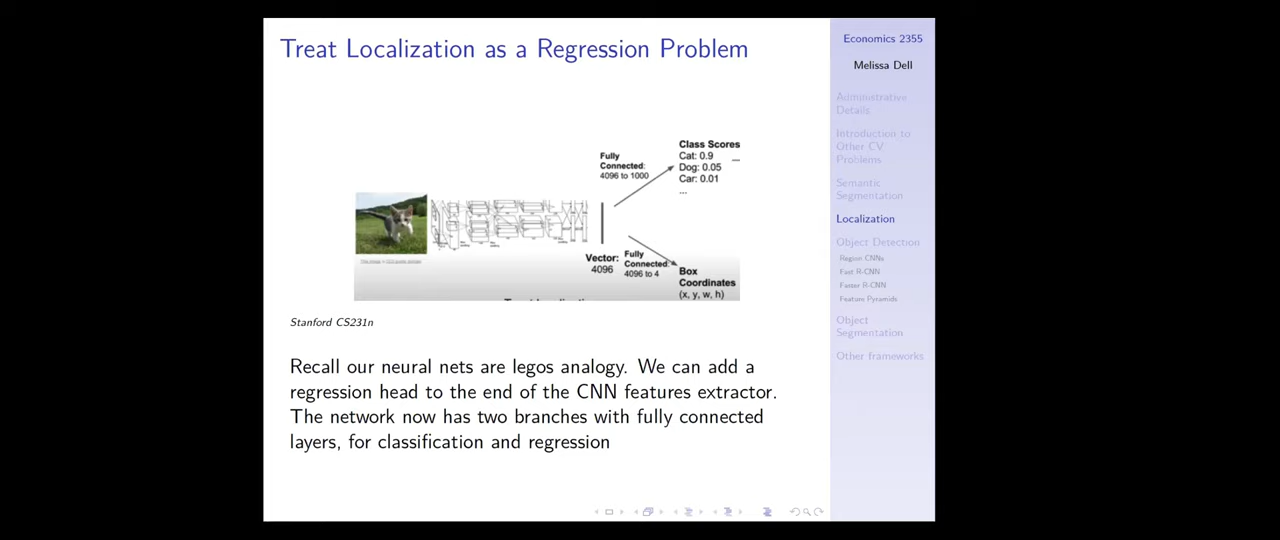 Treat Localization as a Regression Problem
Fully
Connected:
4096 to 1000
Class Scores
Cat: 0.9
Dog: 0.05
Car: 0.01
...
Vector:
4096
Fully
Connected:
4096 to 4
Box
Coordinates
(x, y, w, h)
Stanford CS231n
Recall our neural nets are legos analogy. We can add a
regression head to the end of the CNN features extractor.
The network now has two branches with fully connected
layers, for classification and regression
Economics 2355
Melissa Dell
Administrative
Details
Introduction to
Other CV
Problems
Semantic
Segmentation
Localization
Object Detection
Region CNNs
Fast R-CNN
Faster R-CNN
Feature Pyramids
Object
Segmentation
Other frameworks